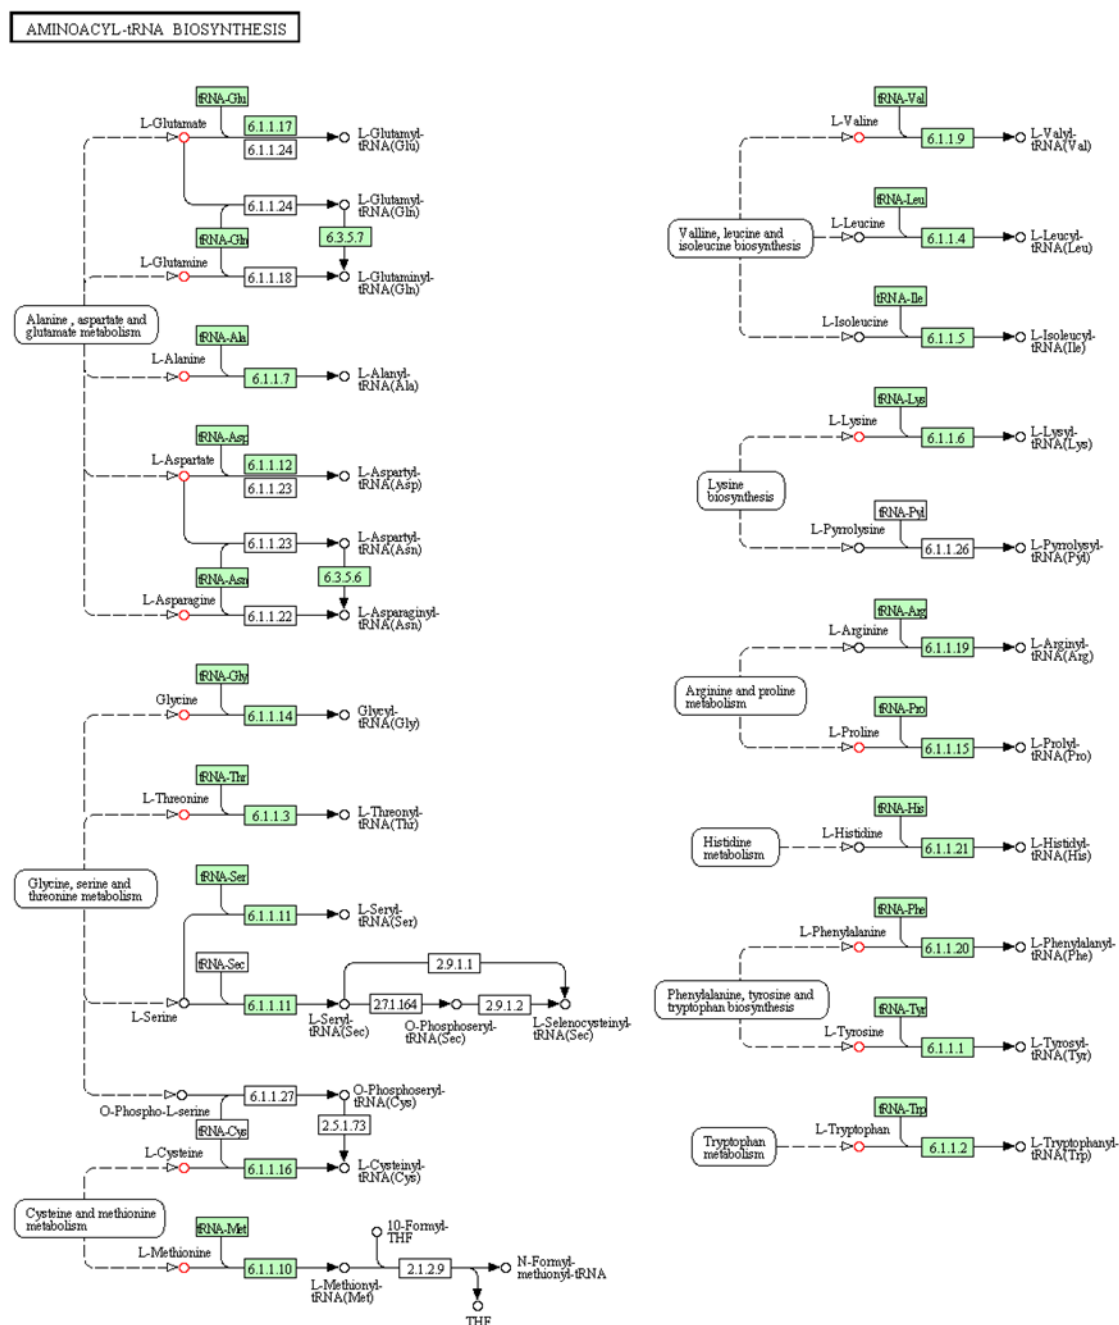 AMINOACYL-tRNA BIOSYNTHESIS
tRNA-Glu
L-Glutamate
6.1.1.17
6.1.1.24
L-Glutamyl-
tRNA(Glu)
6.1.1.24
L-Glutamyl-
tRNA(Gln)
tRNA-Gln
6.3.5.7
L-Glutamine
6.1.1.18
L-Glutaminyl-
tRNA(Gln)
Alanine , aspartate and
glutamate metabolism
tRNA-Ala
L-Alanine
6.1.1.7
L-Alanyl-
tRNA(Ala)
tRNA-Asp
L-Aspartate
6.1.1.12
6.1.1.23
L-Aspartyl-
tRNA(Asp)
6.1.1.23
L-Aspartyl-
tRNA(Asn)
tRNA-Asn
6.3.5.6
L-Asparagine
6.1.1.22
L-Asparaginyl-
tRNA(Asn)
tRNA-Gly
Glycine
6.1.1.14
Glycyl-
tRNA(Gly)
tRNA-Thr
L-Threonine
6.1.1.3
L-Threonyl-
tRNA(Thr)
Glycine, serine and
threonine metabolism
tRNA-Ser
6.1.1.11
L-Seryl-
tRNA(Ser)
tRNA-Sec
L-Serine
6.1.1.11
L-Seryl-
tRNA(Sec)
2.9.1.1
2.7.1.164
O-Phosphoseryl-
tRNA(Sec)
2.9.1.2
L-Selenocysteinyl-
tRNA(Sec)
O-Phospho-L-serine
6.1.1.27
O-Phosphoseryl-
tRNA(Cys)
tRNA-Cys
2.5.1.73
L-Cysteine
6.1.1.16
L-Cysteinyl-
tRNA(Cys)
Cysteine and methionine
metabolism
tRNA-Met
L-Methionine
6.1.1.10
L-Methionyl-
tRNA(Met)
10-Formyl-
THF
2.1.2.9
THF
N-Formyl-
methionyl-tRNA
tRNA-Val
L-Valine
6.1.1.9
L-Valyl-
tRNA(Val)
Valline, leucine and
isoleucine biosynthesis
tRNA-Leu
L-Leucine
6.1.1.4
L-Leucyl-
tRNA(Leu)
tRNA-Ile
L-Isoleucine
6.1.1.5
L-Isoleucyl-
tRNA(Ile)
tRNA-Lys
L-Lysine
6.1.1.6
L-Lysyl-
tRNA(Lys)
Lysine
biosynthesis
tRNA-Pyl
L-Pyrrolysine
6.1.1.26
L-Pyrrolysyl-
tRNA(Pyl)
tRNA-Arg
L-Arginine
6.1.1.19
L-Arginyl-
tRNA(Arg)
Arginine and proline
metabolism
tRNA-Pro
L-Proline
6.1.1.15
L-Prolyl-
tRNA(Pro)
tRNA-His
Histidine
metabolism
L-Histidine
6.1.1.21
L-Histidyl-
tRNA(His)
tRNA-Phe
L-Phenylalanine
6.1.1.20
L-Phenylalanyl-
tRNA(Phe)
Phenylalanine, tyrosine and
tryptophan biosynthesis
tRNA-Tyr
L-Tyrosine
6.1.1.1
L-Tyrosyl-
tRNA(Tyr)
tRNA-Trp
Tryptophan
metabolism
L-Tryptophan
6.1.1.2
L-Tryptophanyl-
tRNA(Trp)